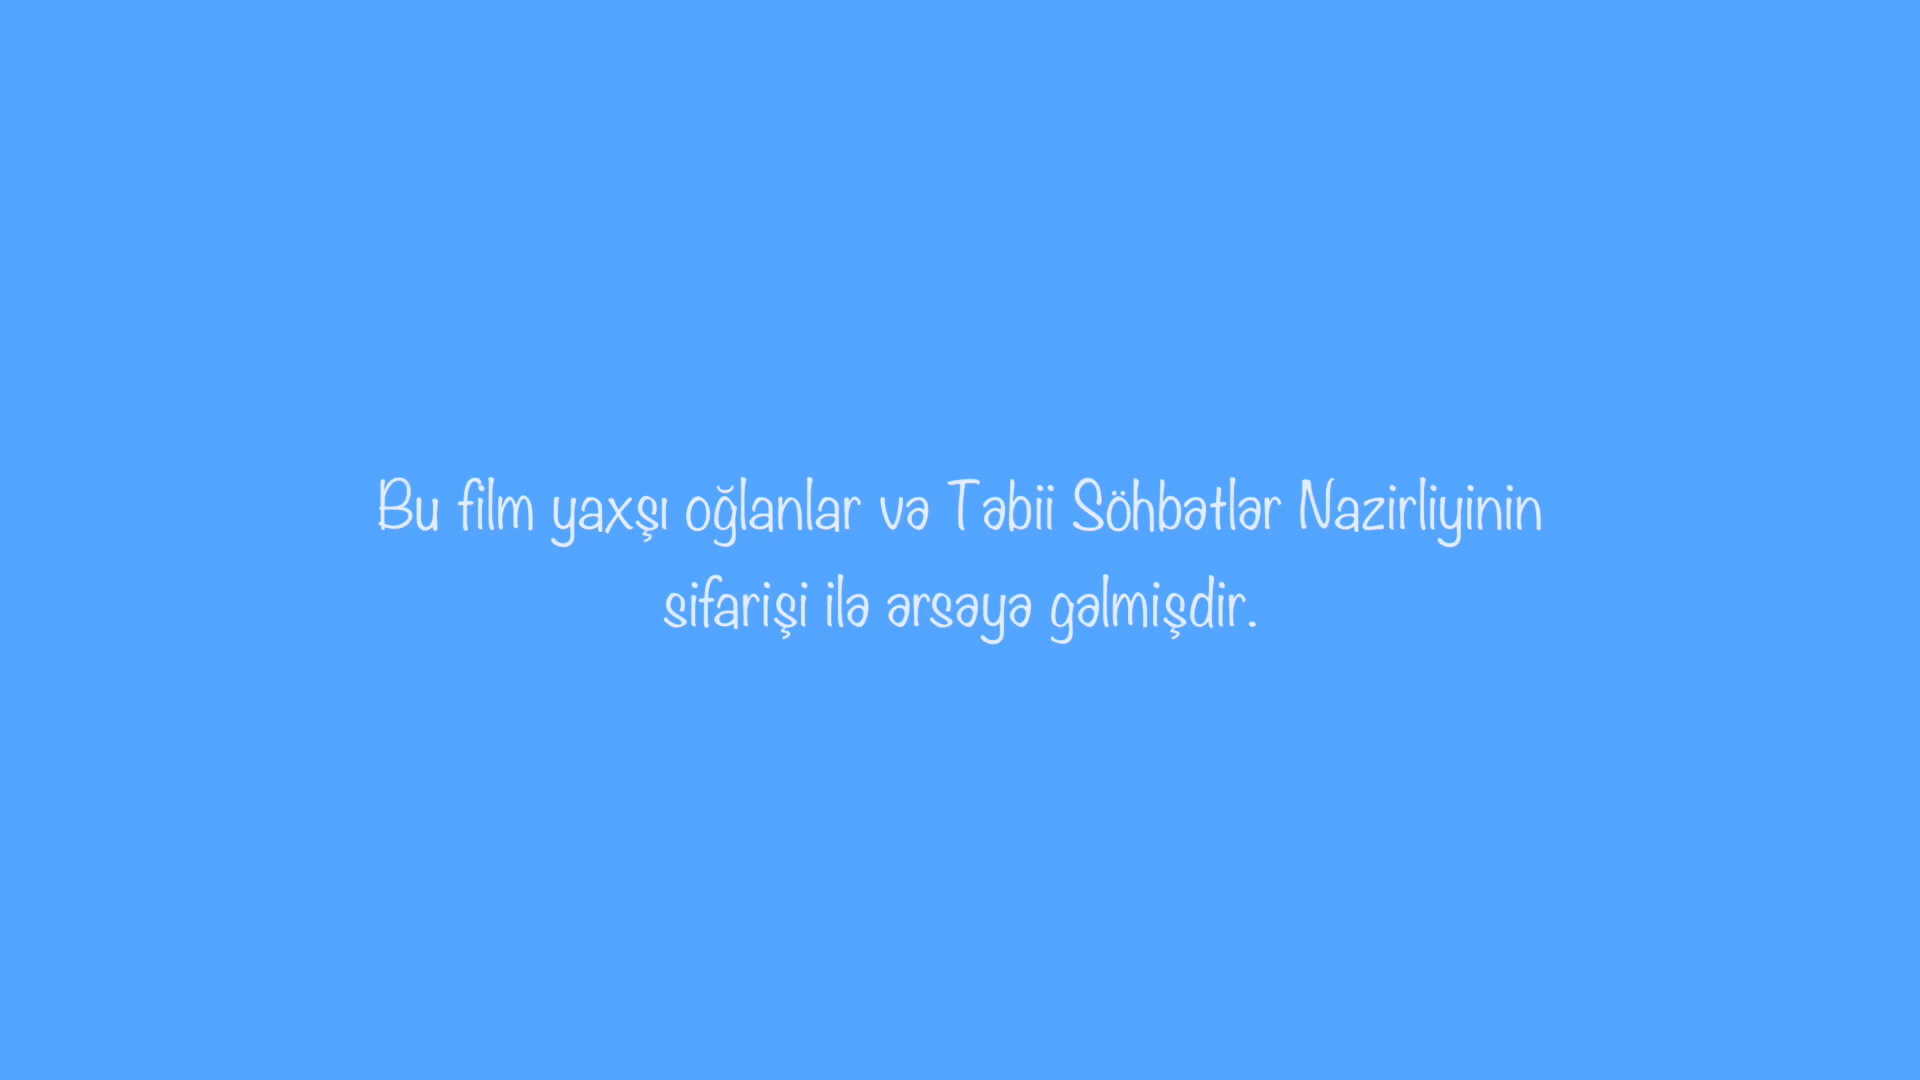 Bu film yaxşı oğlanlar və Təbii Söhbətlər Nazirliyinin
sifarişi ilə ərsəyə gəlmişdir.